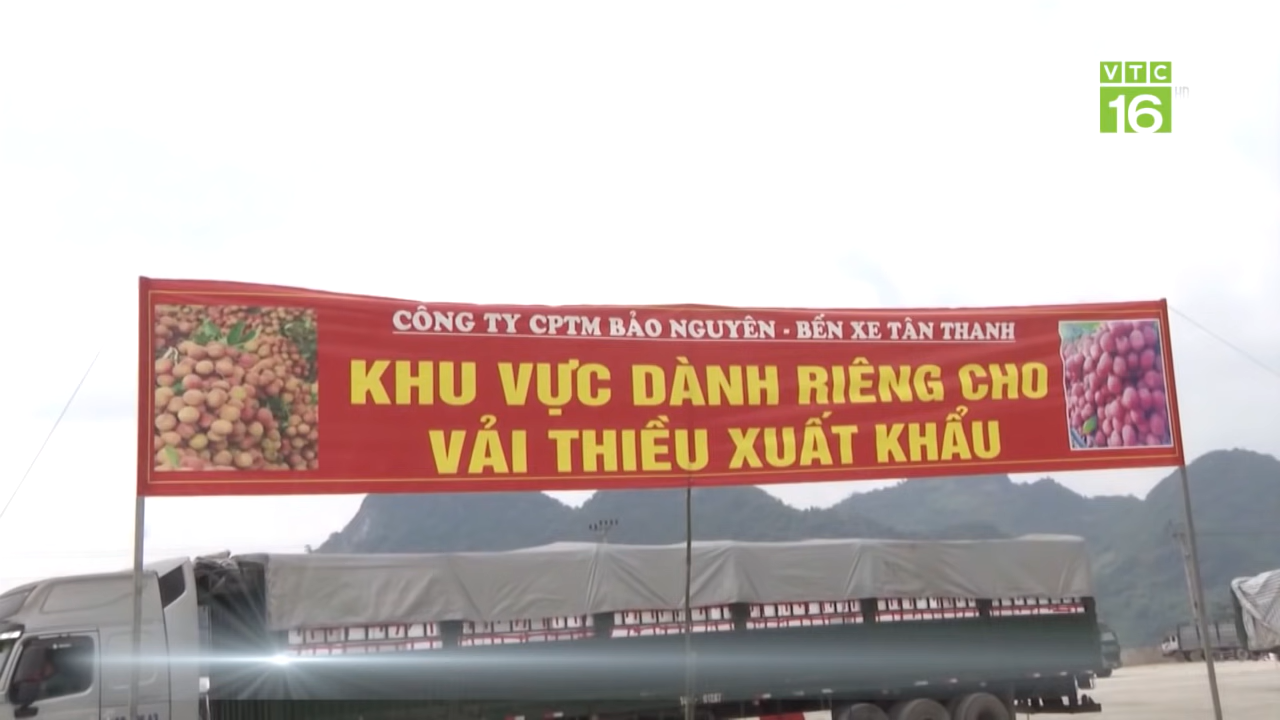 VTC
16
CÔNG TY CPTM BẢO NGUYÊN - BẾN XE TÂN THANH
KHU VỰC DÀNH RIÊNG CHO
VẢI THIỀU XUẤT KHẨU